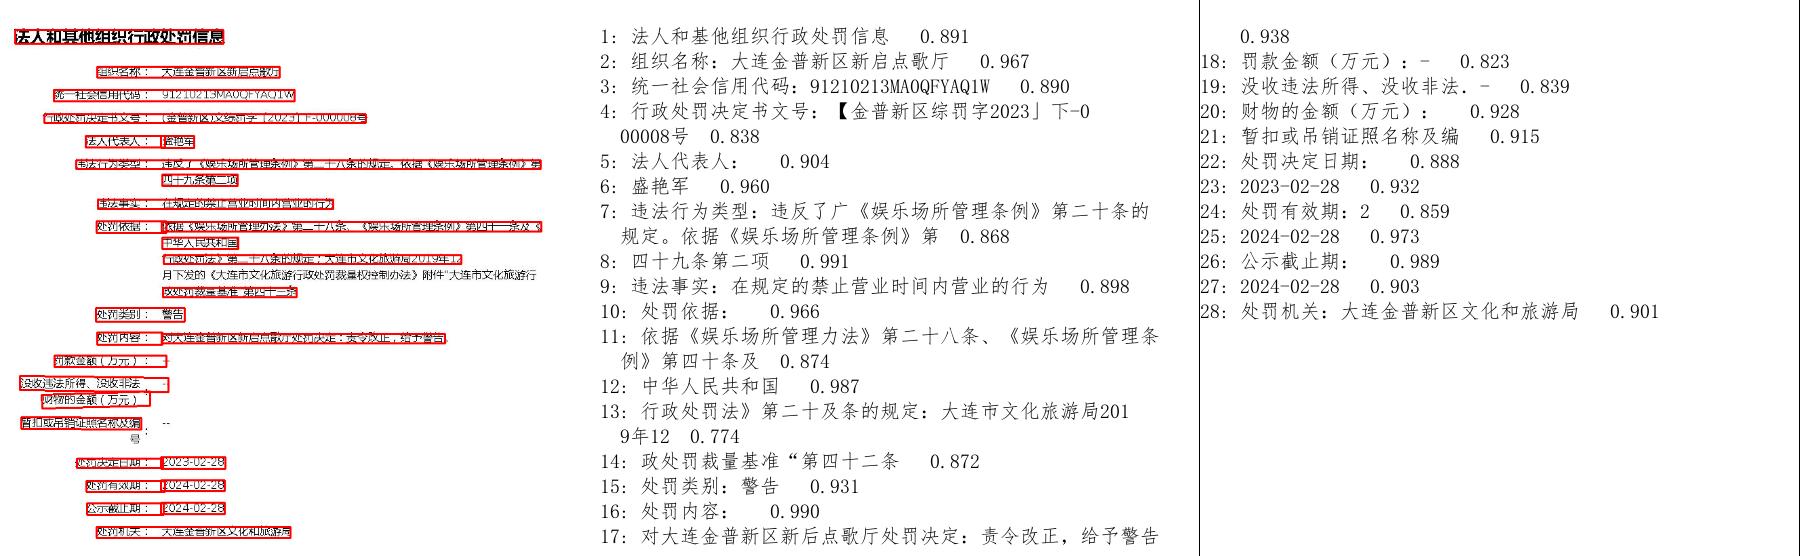 法人和其他组织行政处罚信息
组织名称： 大连金普新区新启点歌厅
统一社会信用代码： 91210213MA0QFYAQ1W
行政处罚决定书文号： (金普新区)文综罚字「2023」下-000008号
法人代表人： 盛艳军
违法行为类型： 违反了《娱乐场所管理条例》第二十八条的规定。依据《娱乐场所管理条例》第
四十九条第二项
违法事实： 在规定的禁止营业时间内营业的行为
处罚依据： 依据《娱乐场所管理办法》第二十八条、《娱乐场所管理条例》第四十一条及《
中华人民共和国
行政处罚法》第二十八条的规定；大连市文化旅游局2019年12
月下发的《大连市文化旅游行政处罚裁量权控制办法》附件"大连市文化旅游行
政处罚裁量基准"第四十三条
处罚类别： 警告
处罚内容： 对大连金普新区新启点歌厅处罚决定：责令改正，给予警告。
罚款金额（万元）： --
没收违法所得、没收非法 --
财物的金额（万元）：
暂扣或吊销证照名称及编 --
号：
处罚决定日期： 2023-02-28
处罚有效期： 2024-02-28
公示截止期： 2024-02-28
处罚机关： 大连金普新区文化和旅游局
1: 法人和基他组织行政处罚信息 0.891
2: 组织名称：大连金普新区新启点歌厅 0.967
3: 统一社会信用代码：91210213MA0QFYAQ1W 0.890
4: 行政处罚决定书文号：【金普新区综罚字2023」下-0
00008号 0.838
5: 法人代表人： 0.904
6: 盛艳军 0.960
7: 违法行为类型：违反了广《娱乐场所管理条例》第二十条的
规定。依据《娱乐场所管理条例》第 0.868
8: 四十九条第二项 0.991
9: 违法事实：在规定的禁止营业时间内营业的行为 0.898
10: 处罚依据： 0.966
11: 依据《娱乐场所管理力法》第二十八条、《娱乐场所管理条
例》第四十条及 0.874
12: 中华人民共和国 0.987
13: 行政处罚法》第二十及条的规定：大连市文化旅游局201
9年12 0.774
14: 政处罚裁量基准“第四十二条 0.872
15: 处罚类别：警告 0.931
16: 处罚内容： 0.990
17: 对大连金普新区新后点歌厅处罚决定：责令改正，给予警告
0.938
18: 罚款金额（万元）：- 0.823
19: 没收违法所得、没收非法．- 0.839
20: 财物的金额（万元）： 0.928
21: 暂扣或吊销证照名称及编 0.915
22: 处罚决定日期： 0.888
23: 2023-02-28 0.932
24: 处罚有效期：2 0.859
25: 2024-02-28 0.973
26: 公示截止期： 0.989
27: 2024-02-28 0.903
28: 处罚机关：大连金普新区文化和旅游局 0.901